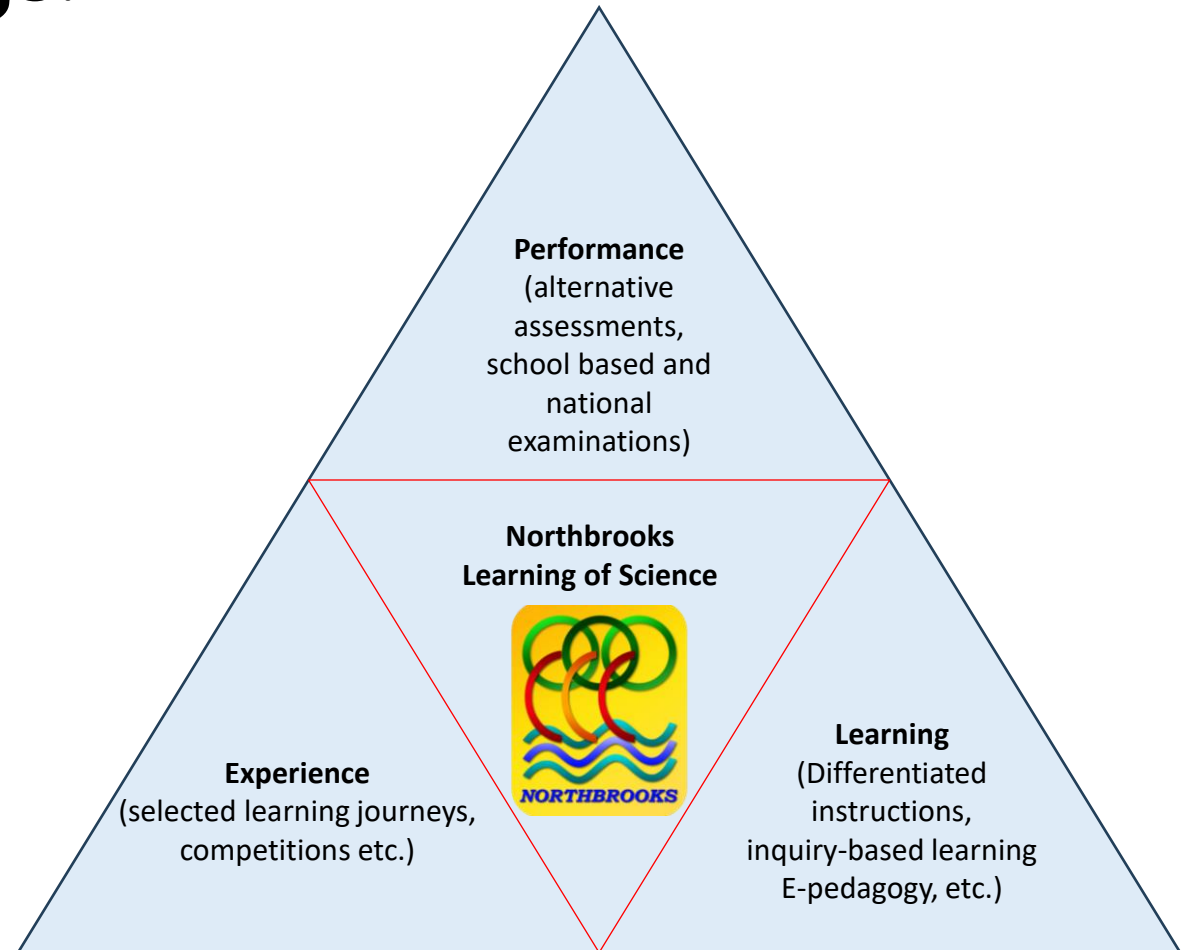 Performance
(alternative
assessments,
school based and
national
examinations)
Northbrooks
Learning of Science
NORTHBROOKS
Experience
(selected learning journeys,
competitions etc.)
Learning
(Differentiated
instructions,
inquiry-based learning
E-pedagogy, etc.)